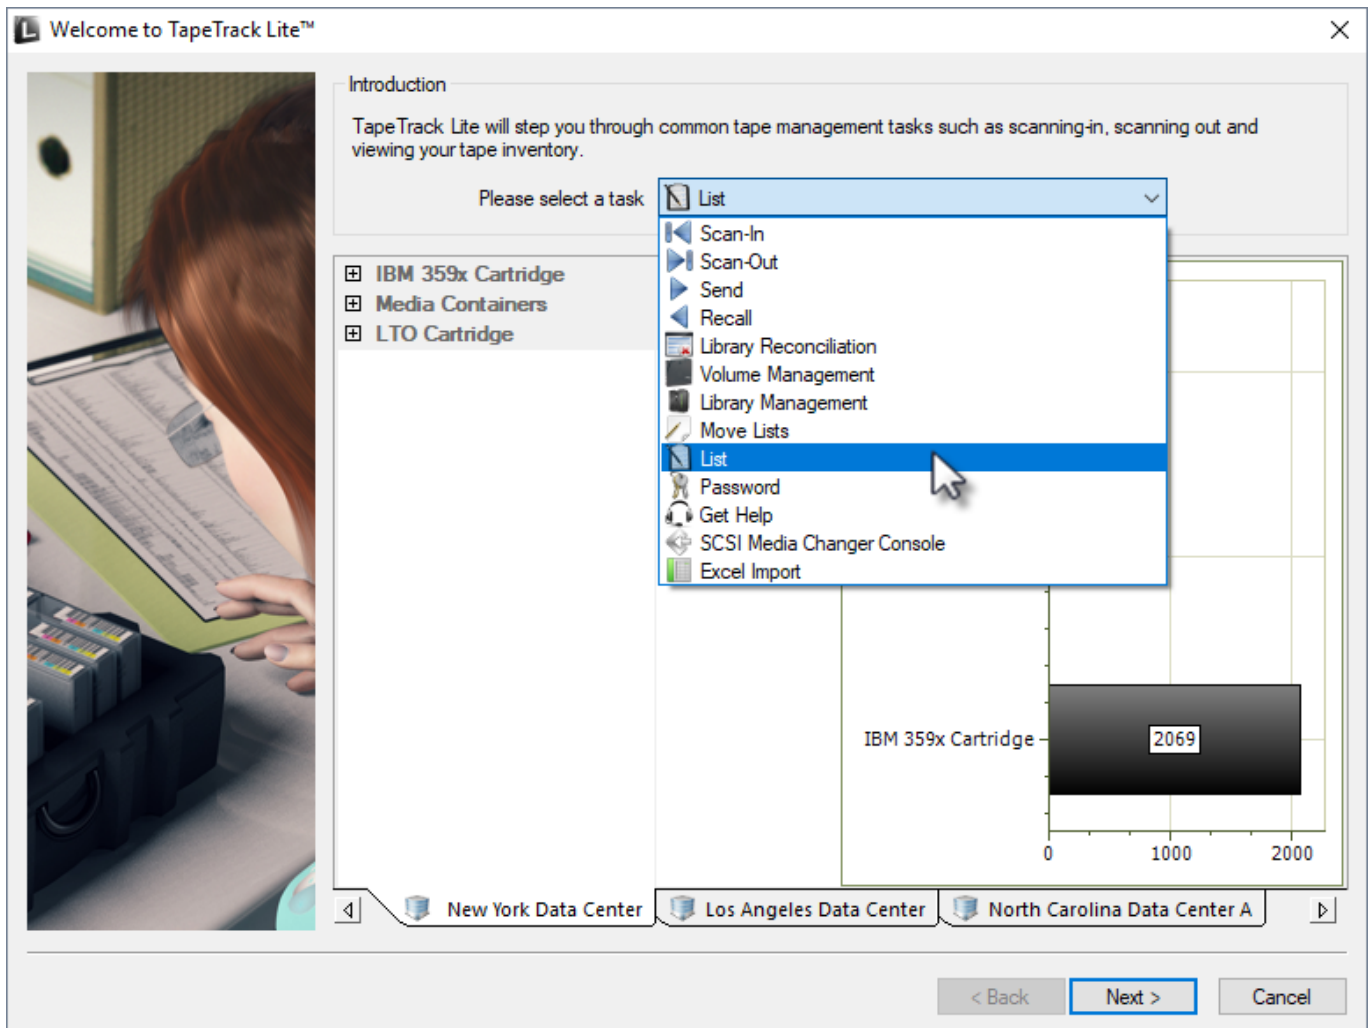 Welcome to TapeTrack Lite™
Introduction
TapeTrack Lite will step you through common tape management tasks such as scanning-in, scanning out and
viewing your tape inventory.
Please select a task
List
Scan-In
Scan-Out
Send
Recall
Library Reconciliation
Volume Management
Library Management
Move Lists
List
Password
Get Help
SCSI Media Changer Console
Excel Import
IBM 359x Cartridge
Media Containers
LTO Cartridge
IBM 359x Cartridge
2069
0 1000 2000
New York Data Center
Los Angeles Data Center
North Carolina Data Center A
< Back
Next >
Cancel